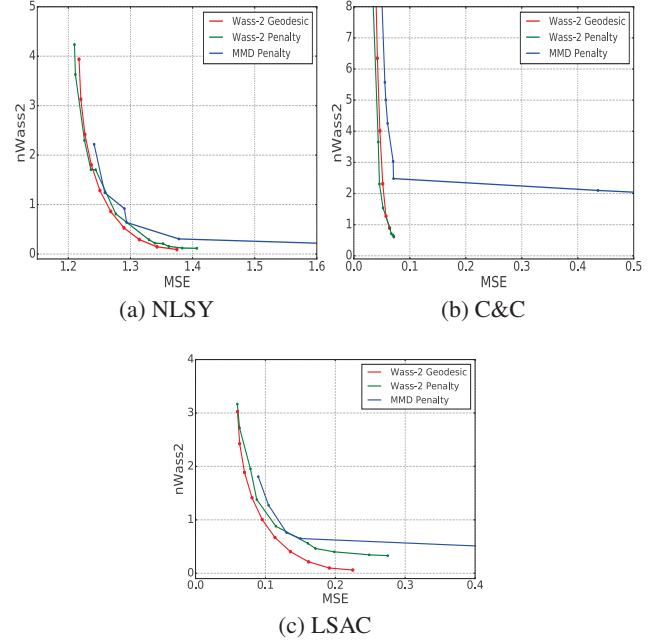 5
4
3
2
1
0
nWass2
Wass-2 Geodesic
Wass-2 Penalty
MMD Penalty
1.2 1.3 1.4 1.5 1.6
MSE
(a) NLSY
8
7
6
5
4
3
2
1
0
nWass2
Wass-2 Geodesic
Wass-2 Penalty
MMD Penalty
0.0 0.1 0.2 0.3 0.4 0.5
MSE
(b) C&C
4
3
2
1
0
nWass2
Wass-2 Geodesic
Wass-2 Penalty
MMD Penalty
0.0 0.1 0.2 0.3 0.4
MSE
(c) LSAC